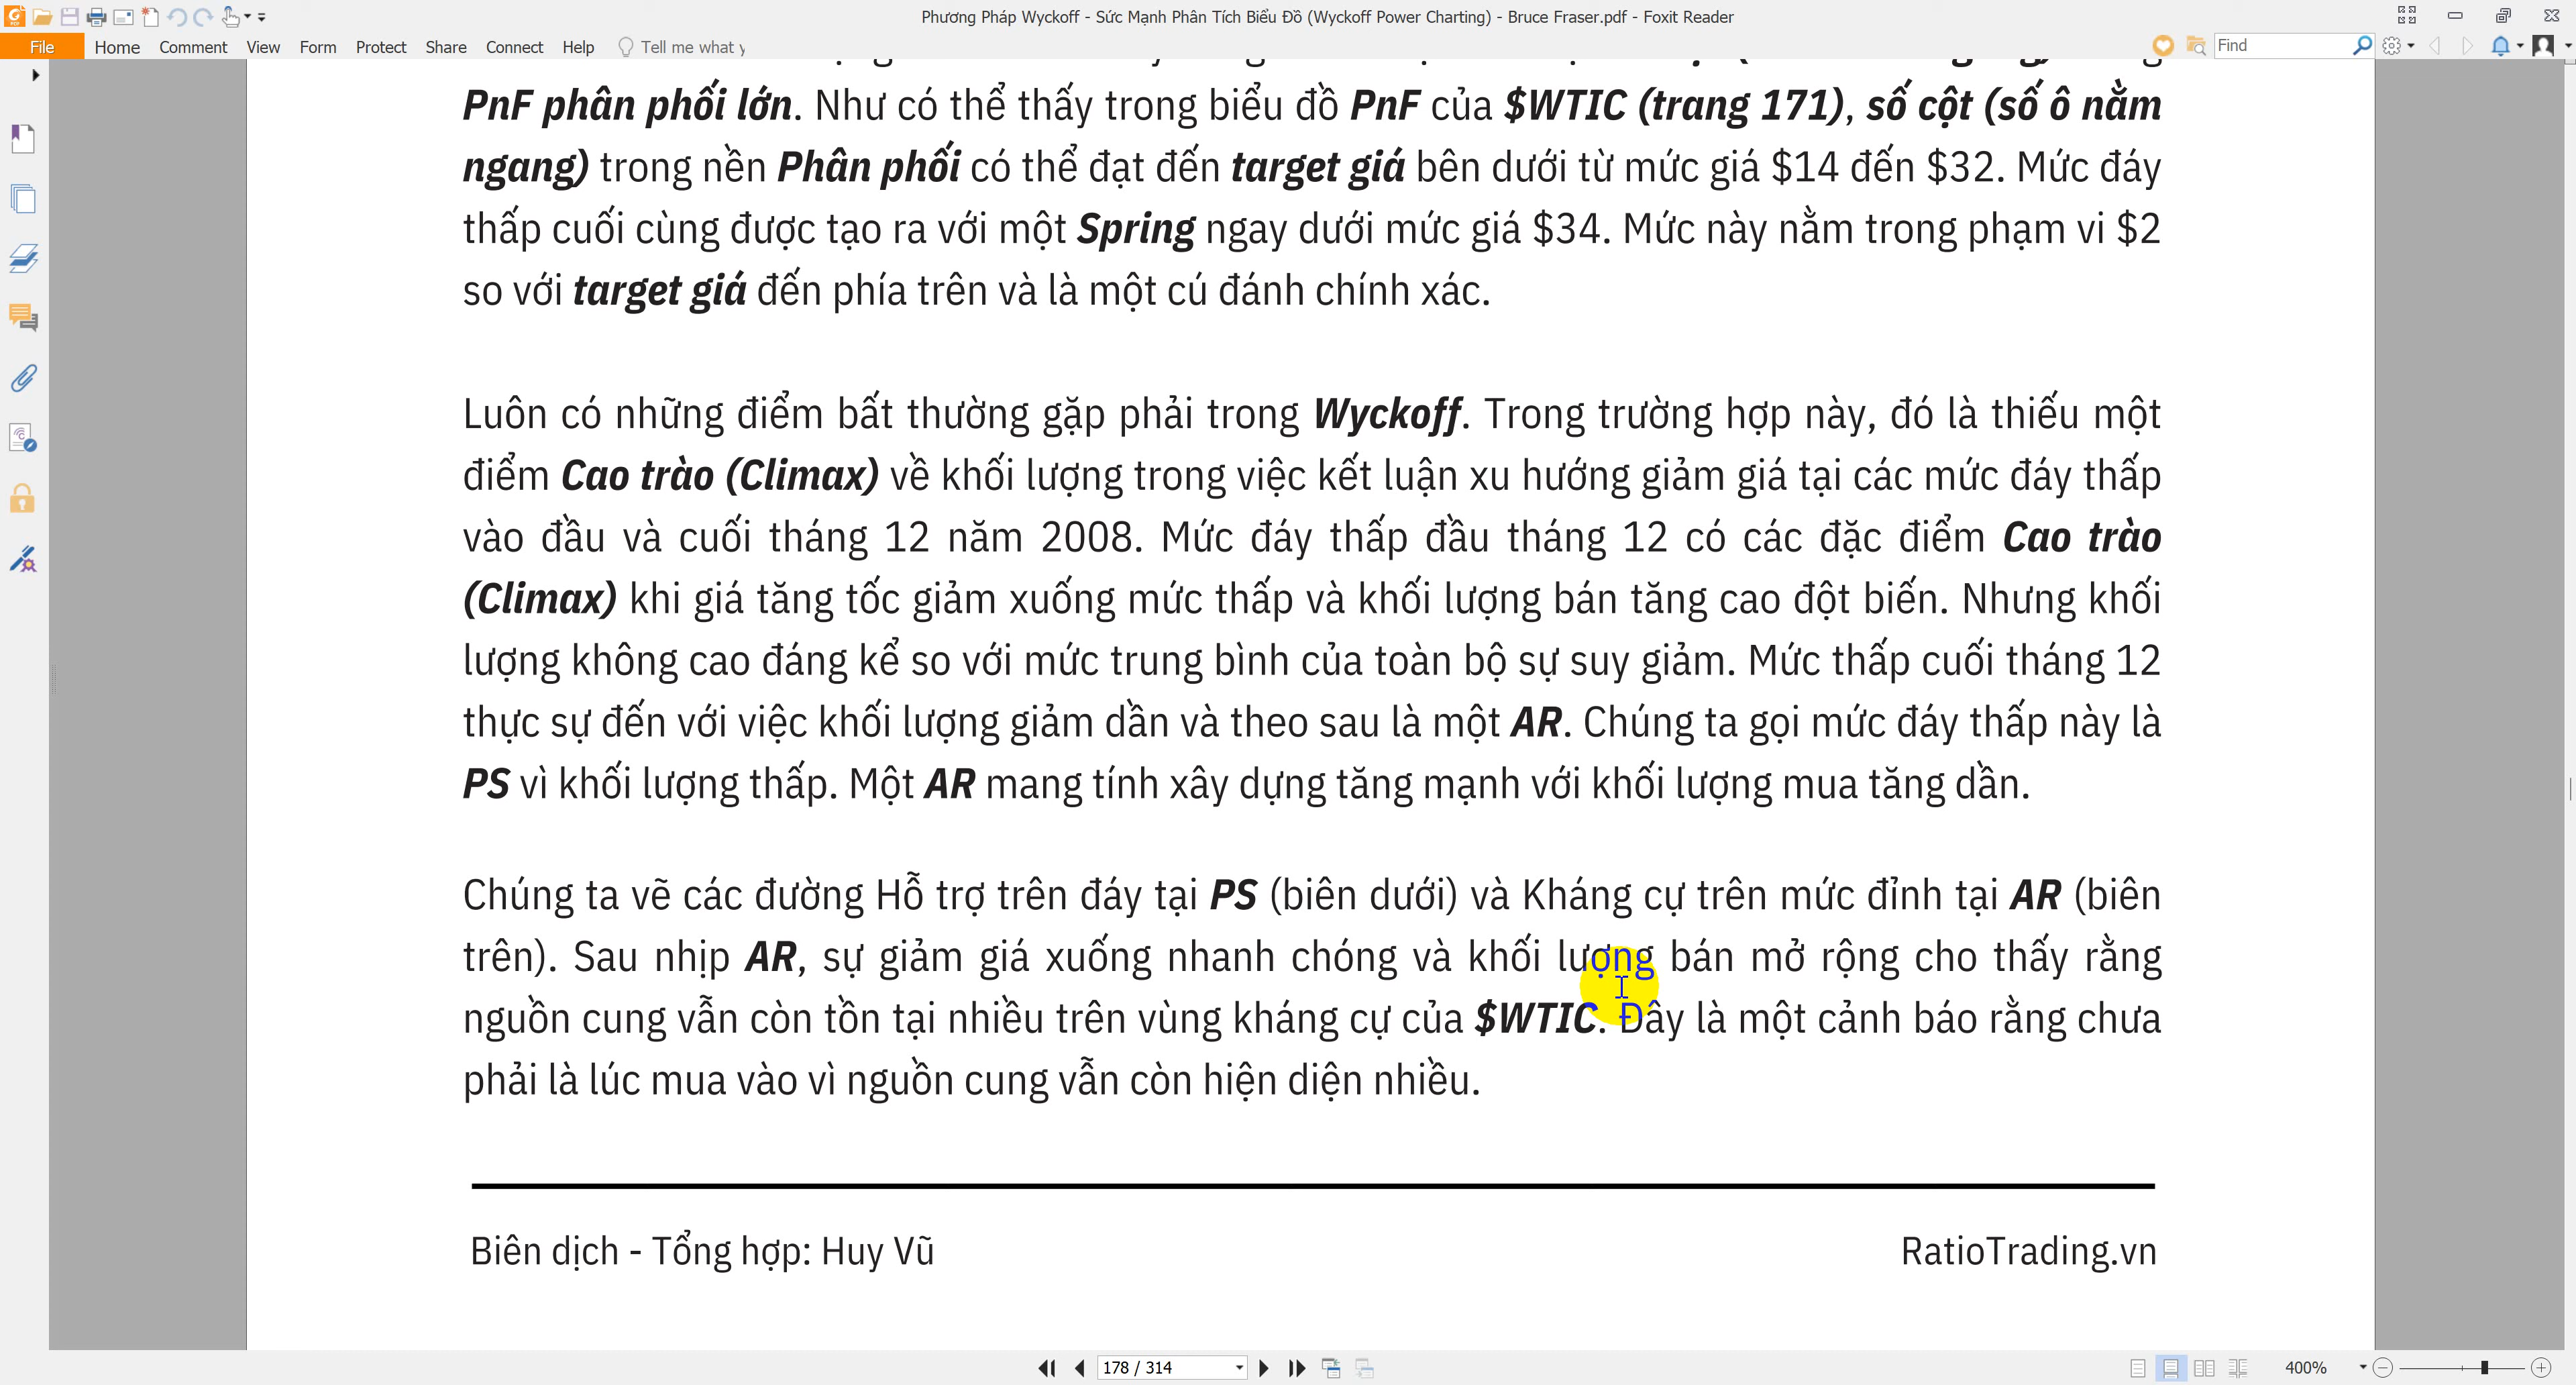 Phương Pháp Wyckoff - Sức Mạnh Phân Tích Biểu Đồ (Wyckoff Power Charting) - Bruce Fraser.pdf - Foxit Reader
File Home Comment View Form Protect Share Connect Help Tell me what Find
PnF phân phối lớn. Như có thể thấy trong biểu đồ PnF của $WTIC (trang 171), số cột (số ô nằm
ngang) trong nền Phân phối có thể đạt đến target giá bên dưới từ mức giá $14 đến $32. Mức đáy
thấp cuối cùng được tạo ra với một Spring ngay dưới mức giá $34. Mức này nằm trong phạm vi $2
so với target giá đến phía trên và là một cú đánh chính xác.
Luôn có những điểm bất thường gặp phải trong Wyckoff. Trong trường hợp này, đó là thiếu một
điểm Cao trào (Climax) về khối lượng trong việc kết luận xu hướng giảm giá tại các mức đáy thấp
vào đầu và cuối tháng 12 năm 2008. Mức đáy thấp đầu tháng 12 có các đặc điểm Cao trào
(Climax) khi giá tăng tốc giảm xuống mức thấp và khối lượng bán tăng cao đột biến. Nhưng khối
lượng không cao đáng kể so với mức trung bình của toàn bộ sự suy giảm. Mức thấp cuối tháng 12
thực sự đến với việc khối lượng giảm dần và theo sau là một AR. Chúng ta gọi mức đáy thấp này là
PS vì khối lượng thấp. Một AR mang tính xây dựng tăng mạnh với khối lượng mua tăng dần.
Chúng ta vẽ các đường Hỗ trợ trên đáy tại PS (biên dưới) và Kháng cự trên mức đỉnh tại AR (biên
trên). Sau nhịp AR, sự giảm giá xuống nhanh chóng và khối lượng bán mở rộng cho thấy rằng
nguồn cung vẫn còn tồn tại nhiều trên vùng kháng cự của $WTIC. Đây là một cảnh báo rằng chưa
phải là lúc mua vào vì nguồn cung vẫn còn hiện diện nhiều.
Biên dịch - Tổng hợp: Huy Vũ RatioTrading.vn
178 / 314 400%